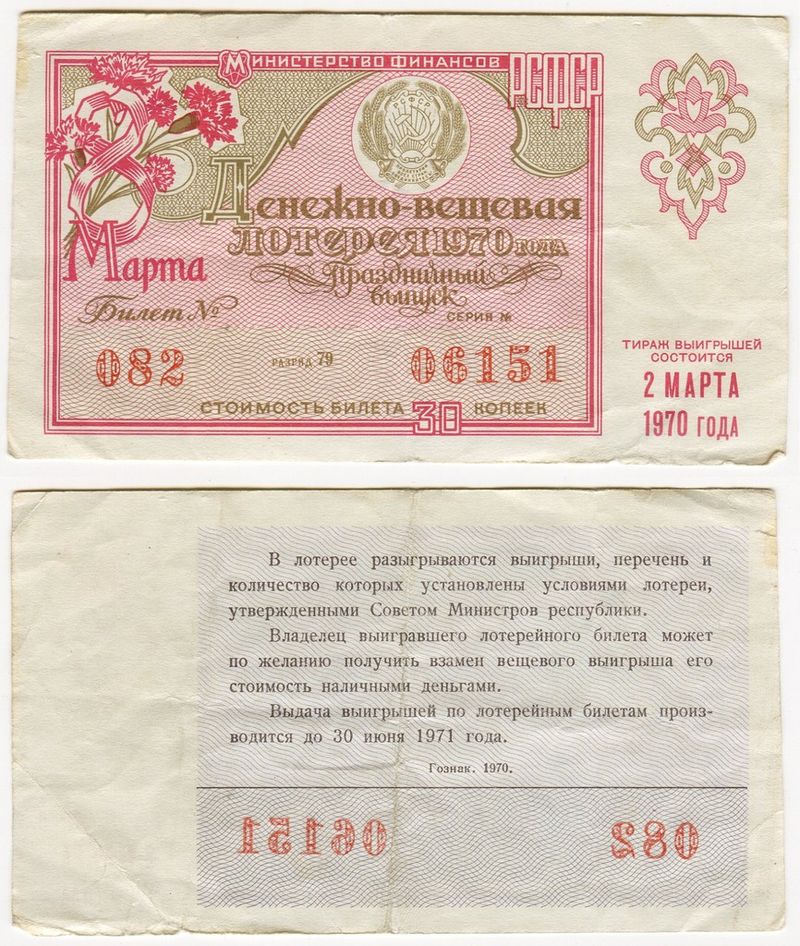 Министерство финансов РСФСР
РСФСР
8
Марта
Денежно-вещевая
лотерея 1970 года
Праздничный
выпуск
Билет №
СЕРИЯ №
082 РАЗРЯД 79 06151
СТОИМОСТЬ БИЛЕТА 30 КОПЕЕК
ТИРАЖ ВЫИГРЫШЕЙ
СОСТОИТСЯ
2 МАРТА
1970 ГОДА
В лотерее разыгрываются выигрыши, перечень и
количество которых установлены условиями лотереи,
утвержденными Советом Министров республики.
Владелец выигравшего лотерейного билета может
по желанию получить взамен вещевого выигрыша его
стоимость наличными деньгами.
Выдача выигрышей по лотерейным билетам произ-
водится до 30 июня 1971 года.
Гознак. 1970.
06151 082